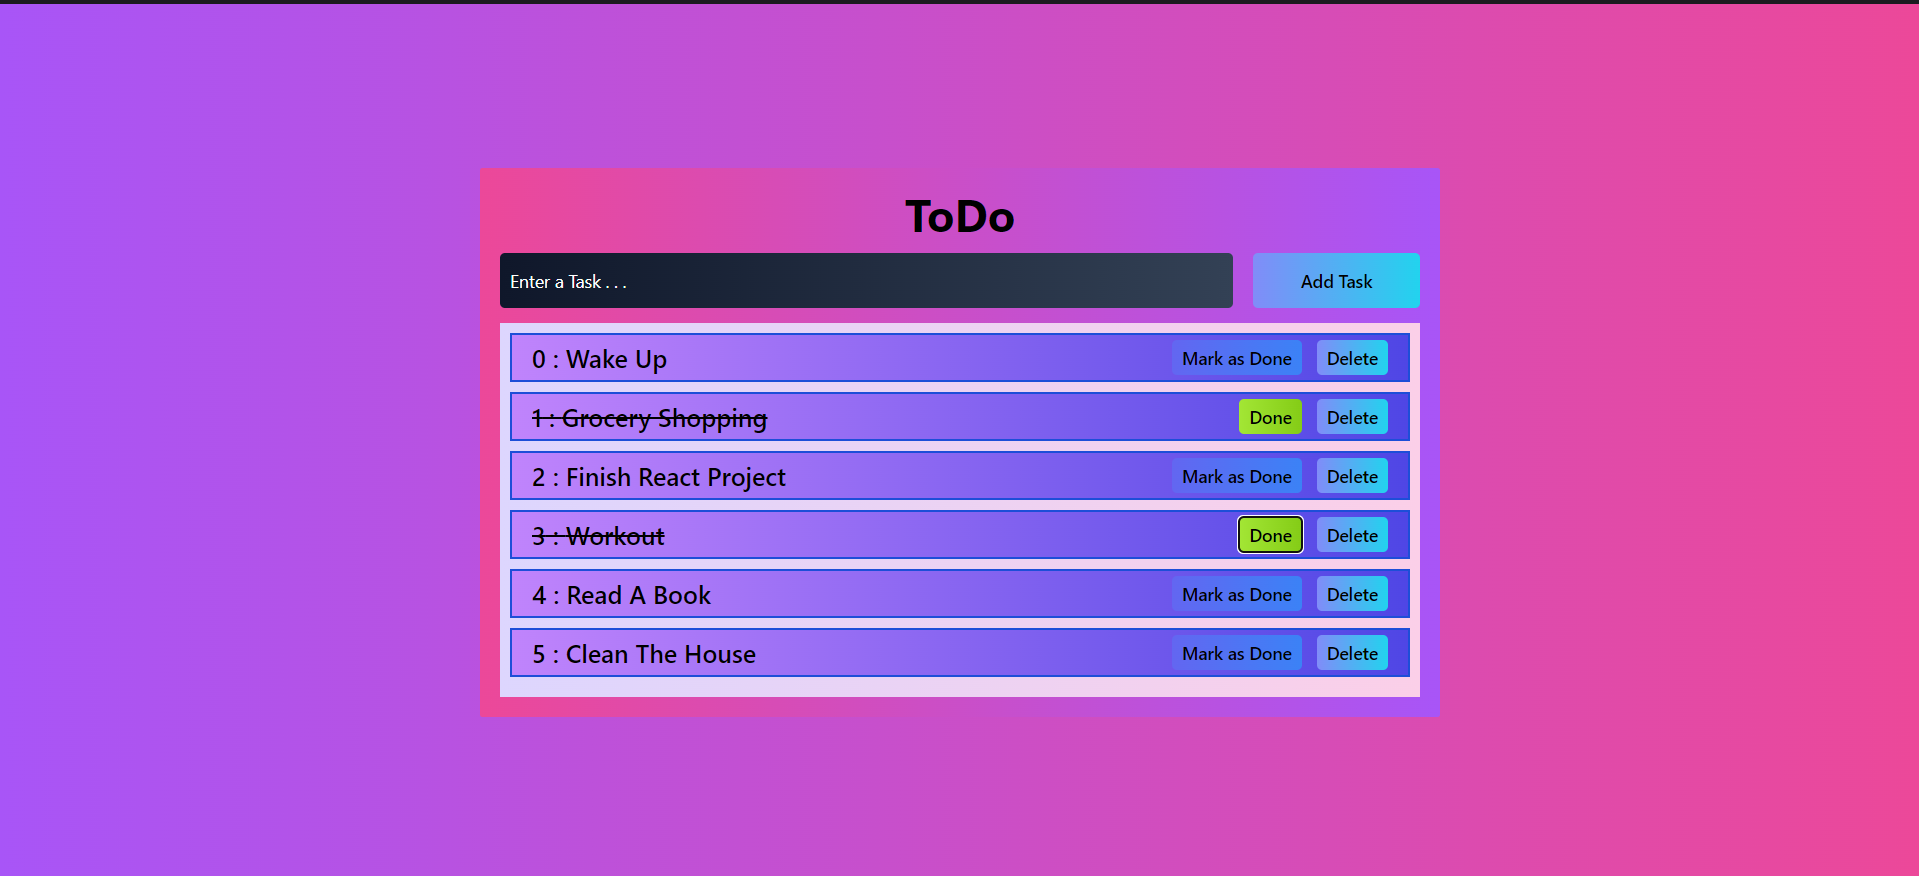 ToDo
Enter a Task . . .
Add Task
0 : Wake Up Mark as Done Delete
1 : Grocery Shopping Done Delete
2 : Finish React Project Mark as Done Delete
3 : Workout Done Delete
4 : Read A Book Mark as Done Delete
5 : Clean The House Mark as Done Delete